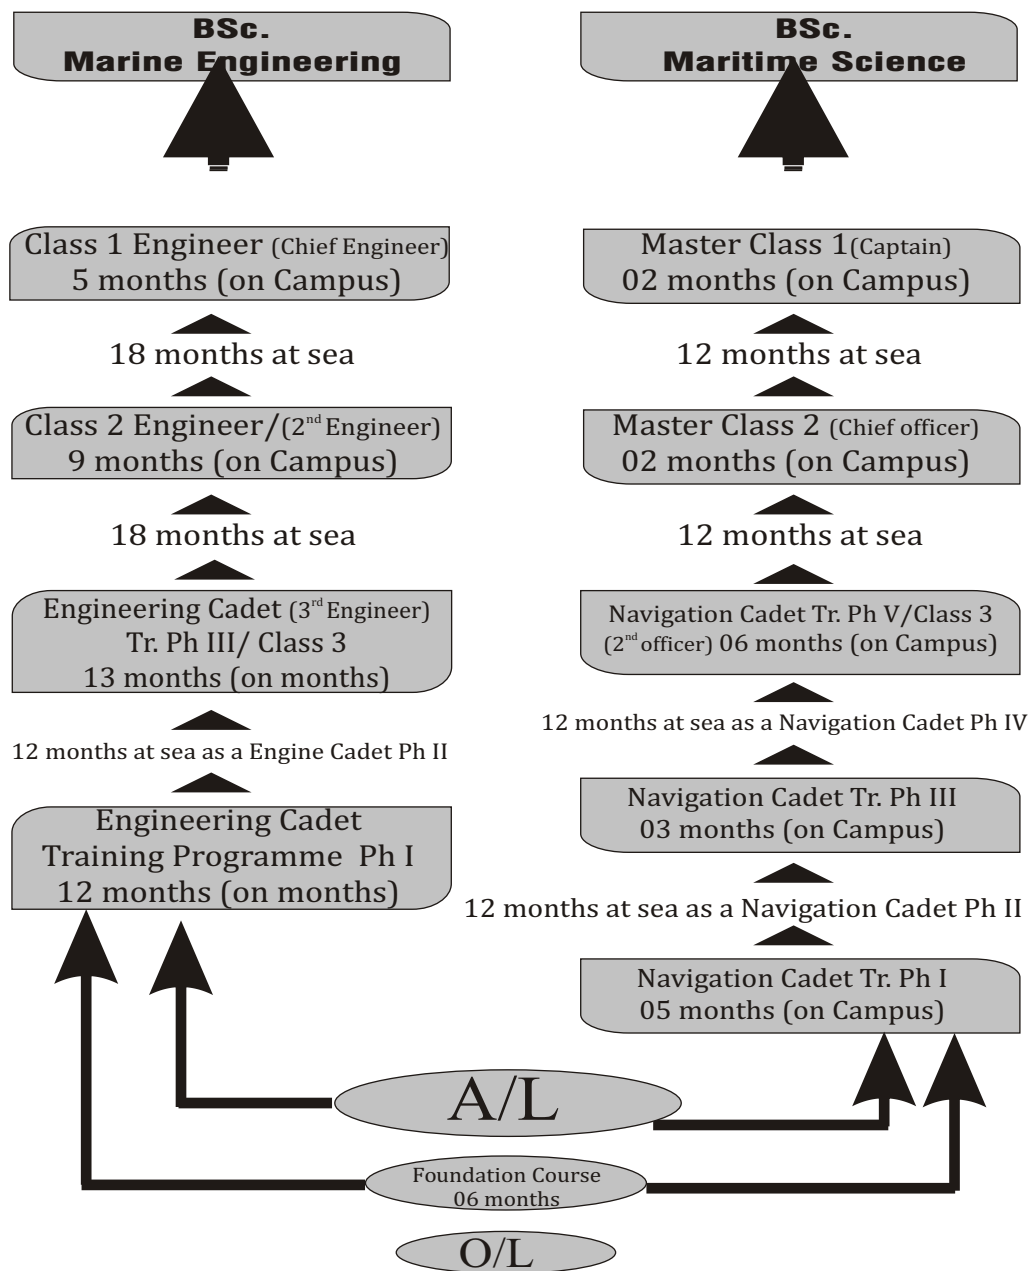 BSc.
Marine Engineering
Class 1 Engineer (Chief Engineer)
5 months (on Campus)
18 months at sea
Class 2 Engineer/(2nd Engineer)
9 months (on Campus)
18 months at sea
Engineering Cadet (3rd Engineer)
Tr. Ph III/ Class 3
13 months (on months)
12 months at sea as a Engine Cadet Ph II
Engineering Cadet
Training Programme Ph I
12 months (on months)
BSc.
Maritime Science
Master Class 1(Captain)
02 months (on Campus)
12 months at sea
Master Class 2 (Chief officer)
02 months (on Campus)
12 months at sea
Navigation Cadet Tr. Ph V/Class 3
(2nd officer) 06 months (on Campus)
12 months at sea as a Navigation Cadet Ph IV
Navigation Cadet Tr. Ph III
03 months (on Campus)
12 months at sea as a Navigation Cadet Ph II
Navigation Cadet Tr. Ph I
05 months (on Campus)
A/L
Foundation Course
06 months
O/L